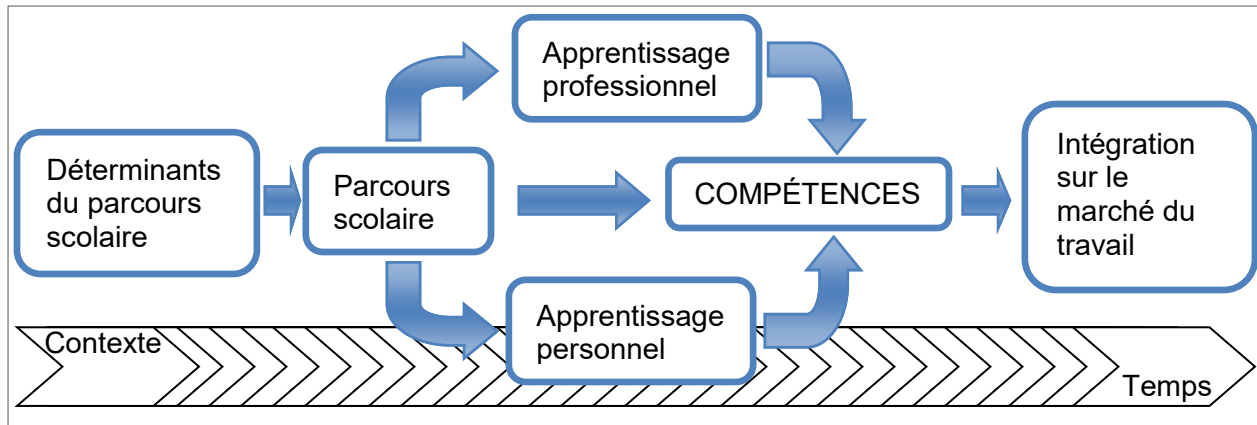 Apprentissage
professionnel
Déterminants
du parcours
scolaire
Parcours
scolaire
COMPÉTENCES
Intégration
sur le
marché du
travail
Apprentissage
personnel
Contexte
Temps